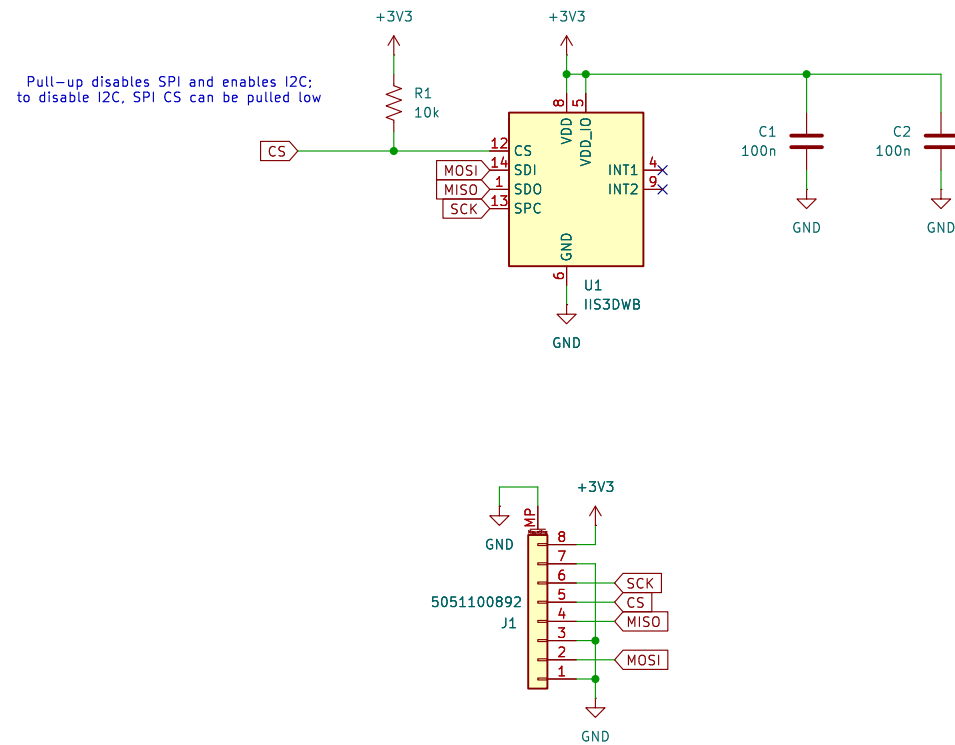 +3V3
+3V3
Pull-up disables SPI and enables I2C;
to disable I2C, SPI CS can be pulled low
R1
10k
8
5
VDD
VDD_IO
C1
100n
C2
100n
CS
12
CS
MOSI
14
SDI
INT1
4
MISO
1
SDO
INT2
9
SCK
13
SPC
GND
GND
GND
6
U1
IIS3DWB
GND
+3V3
MP
GND
8
7
6
SCK
5051100892
5
CS
J1
4
MISO
3
2
MOSI
1
GND